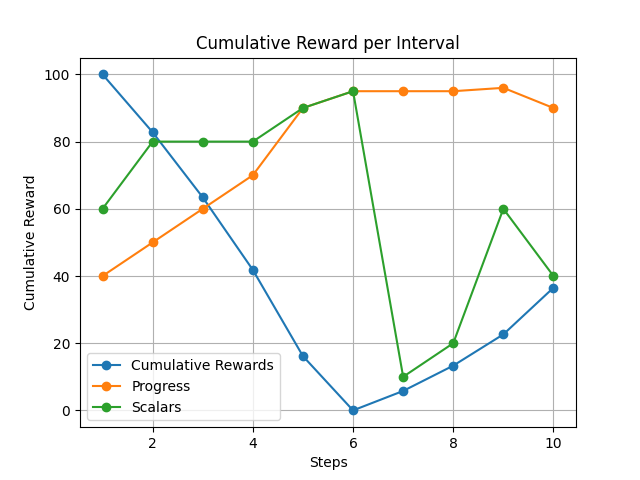 Cumulative Reward per Interval
Cumulative Reward
100
80
60
40
20
0
Cumulative Rewards
Progress
Scalars
2 4 6 8 10
Steps